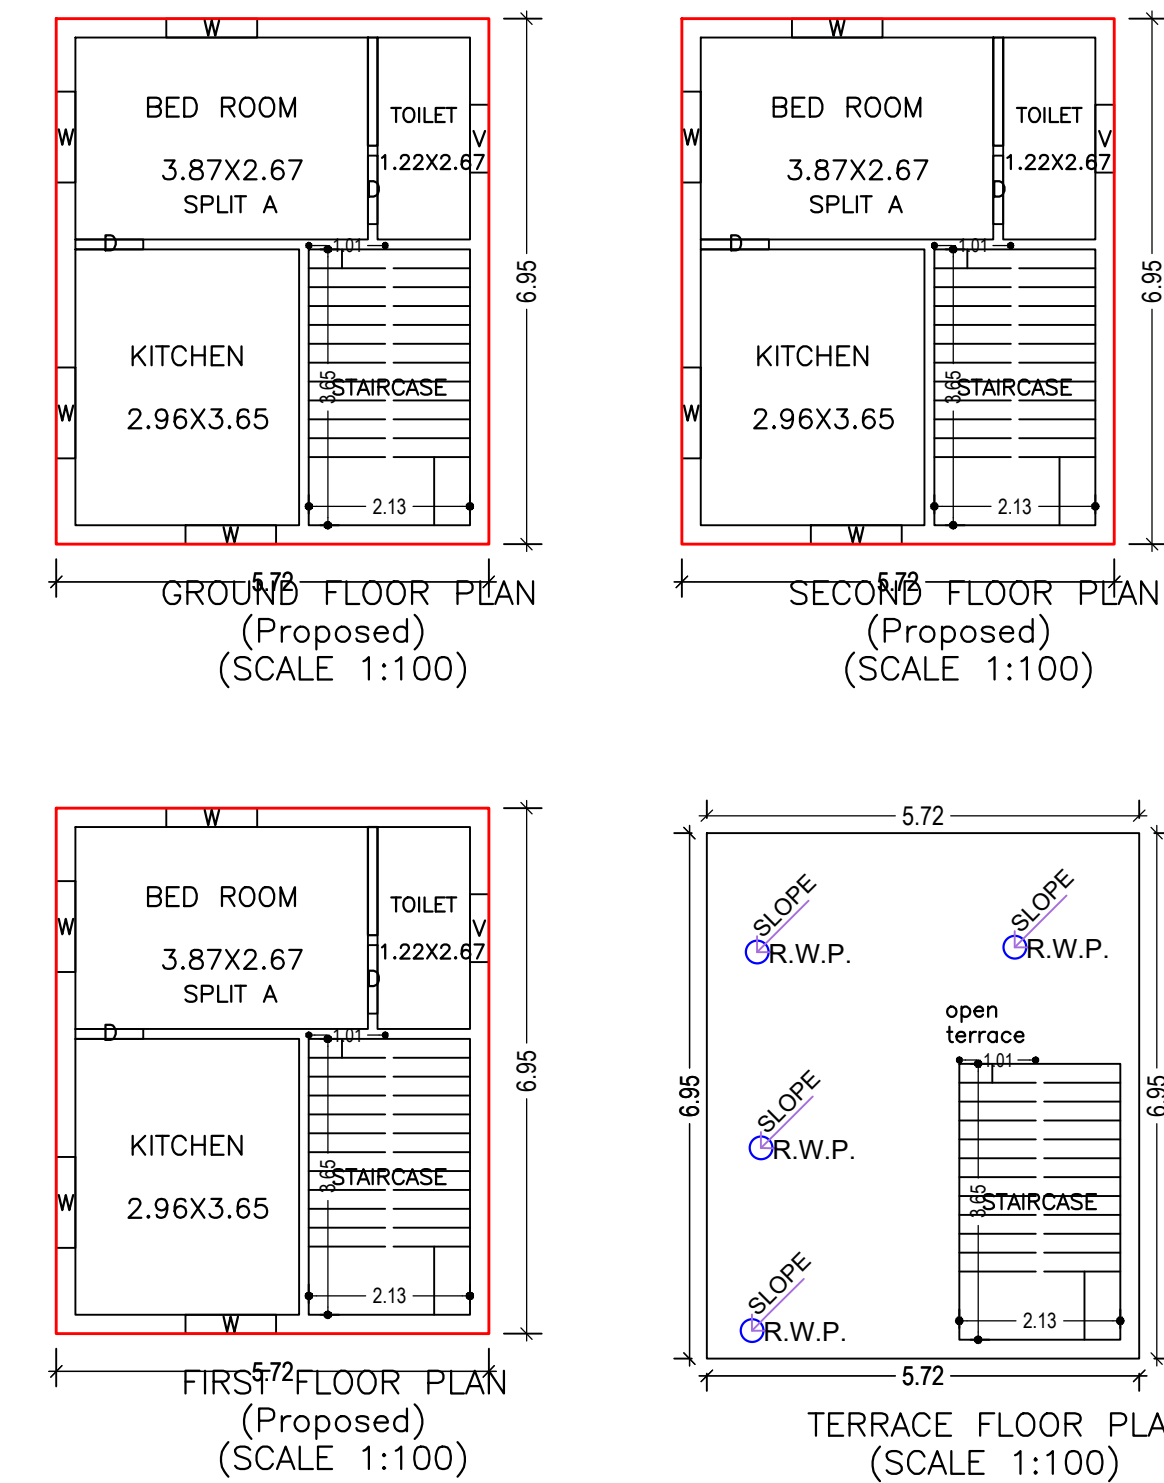 W
BED ROOM
TOILET
W
V
3.87X2.67
1.22X2.67
SPLIT A
D
D
1.01
6.95
KITCHEN
3.65
STAIRCASE
W
2.96X3.65
2.13
W
5.72
GROUND FLOOR PLAN
(Proposed)
(SCALE 1:100)
W
BED ROOM
TOILET
W
V
3.87X2.67
1.22X2.67
SPLIT A
D
D
1.01
6.95
KITCHEN
3.65
STAIRCASE
W
2.96X3.65
2.13
W
5.72
SECOND FLOOR PLAN
(Proposed)
(SCALE 1:100)
W
BED ROOM
TOILET
W
V
3.87X2.67
1.22X2.67
SPLIT A
D
D
1.01
6.95
KITCHEN
3.65
STAIRCASE
W
2.96X3.65
2.13
W
5.72
FIRST FLOOR PLAN
(Proposed)
(SCALE 1:100)
5.72
SLOPE
R.W.P.
SLOPE
R.W.P.
open
terrace
1.01
6.95
6.95
SLOPE
R.W.P.
3.65
STAIRCASE
SLOPE
R.W.P.
2.13
5.72
TERRACE FLOOR PLA
(SCALE 1:100)